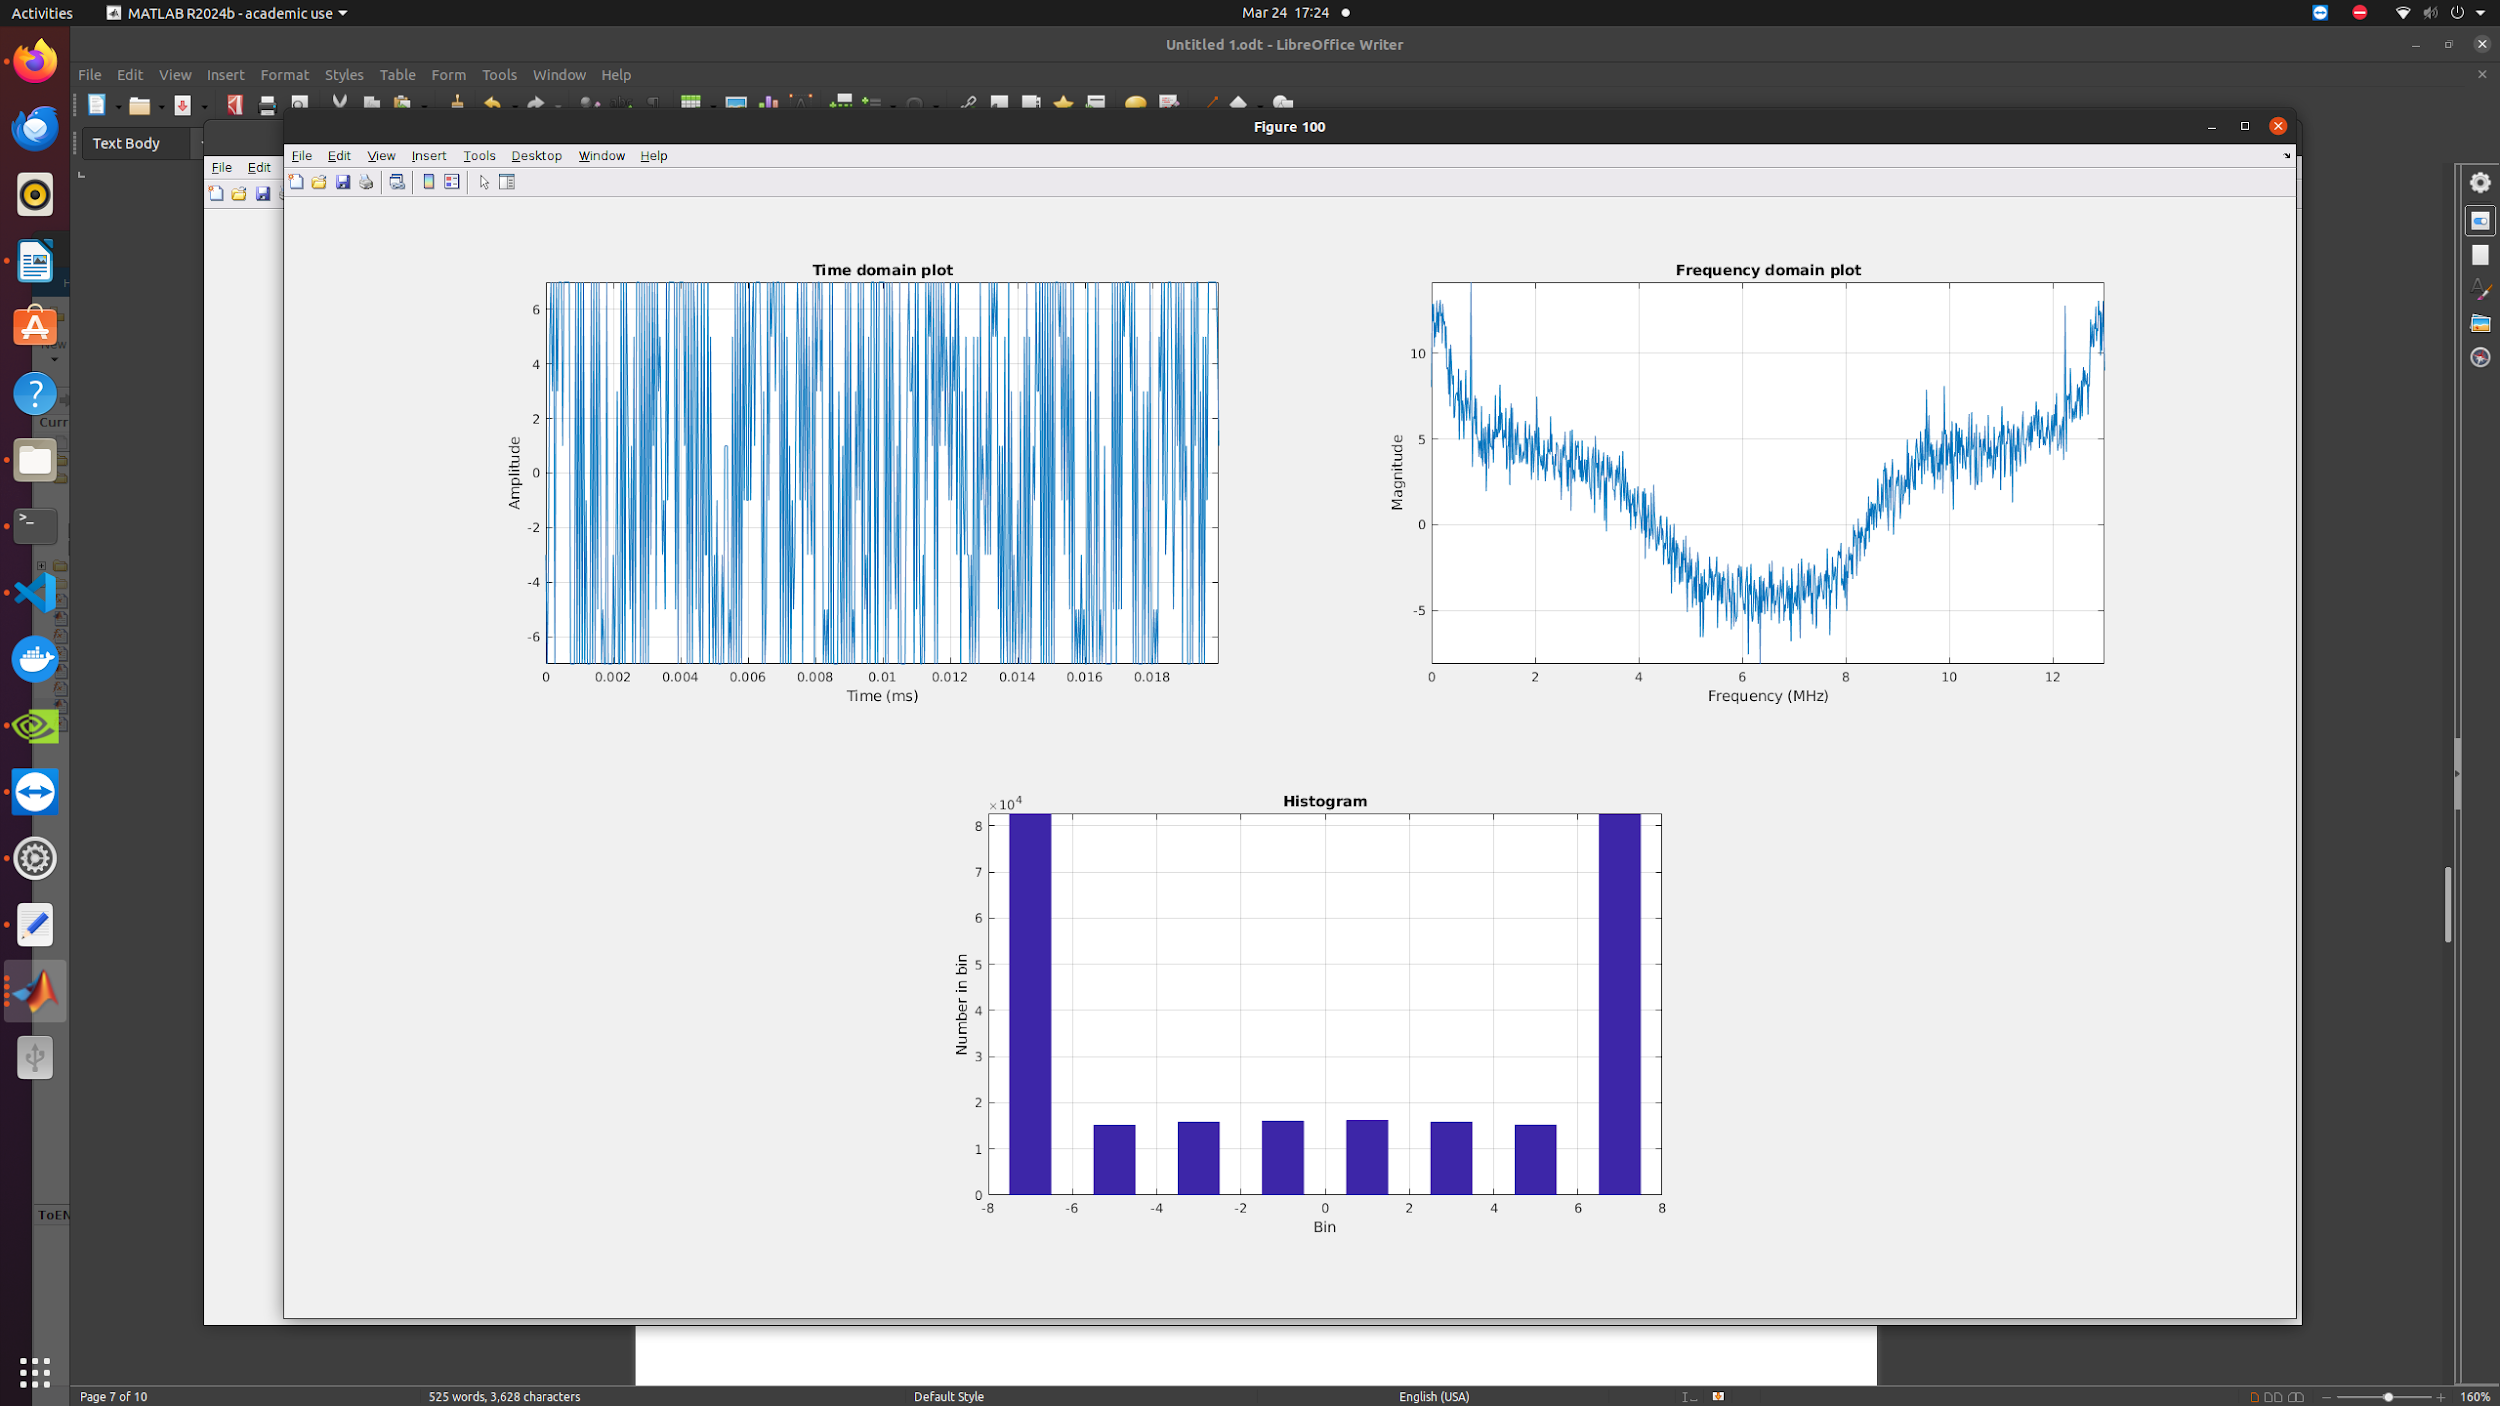 Activities MATLAB R2024b - academic use Mar 24 17:24
Untitled 1.odt - LibreOffice Writer
File Edit View Insert Format Styles Table Form Tools Window Help
Text Body
Figure 100
File Edit
File Edit View Insert Tools Desktop Window Help
Time domain plot
Amplitude
6
4
2
0
-2
-4
-6
0 0.002 0.004 0.006 0.008 0.01 0.012 0.014 0.016 0.018
Time (ms)
Frequency domain plot
Magnitude
10
5
0
-5
0 2 4 6 8 10 12
Frequency (MHz)
Histogram
×10^4
Number in bin
8
7
6
5
4
3
2
1
0
-8 -6 -4 -2 0 2 4 6 8
Bin
New
Curr
ToEN
Page 7 of 10 525 words, 3,628 characters Default Style English (USA) 160%